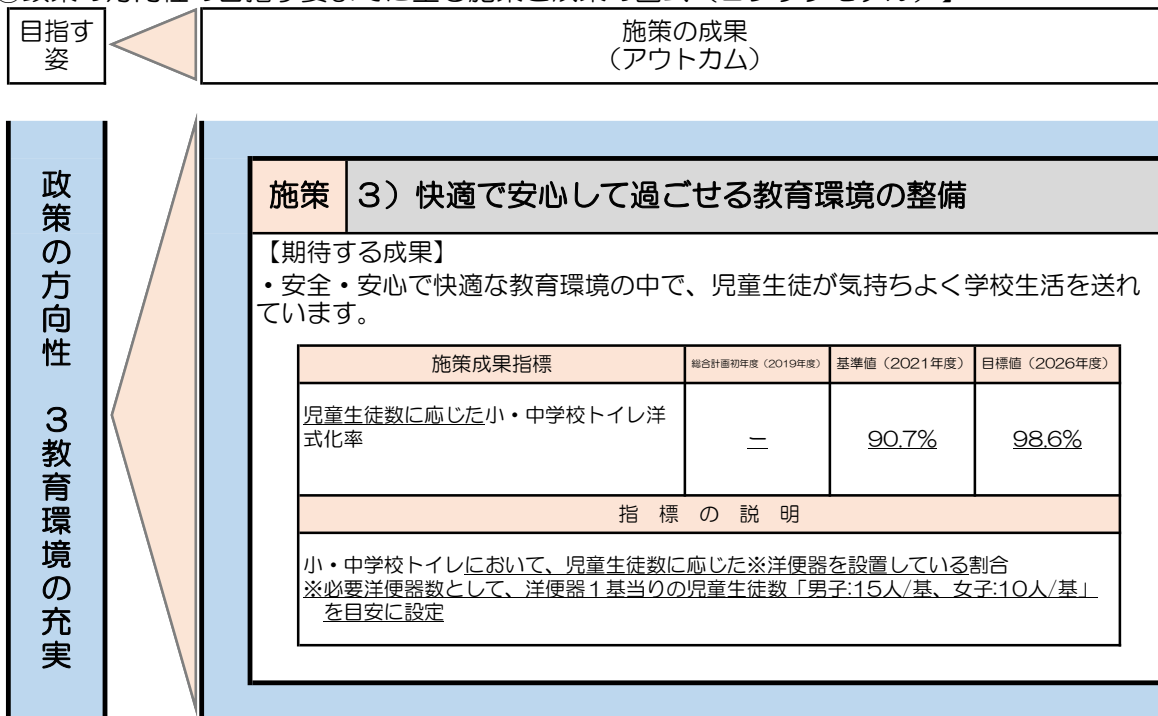 目指す
姿
施策の成果
（アウトカム）
政策の方向性　３教育環境の充実
施策
３）快適で安心して過ごせる教育環境の整備
【期待する成果】
・安全・安心で快適な教育環境の中で、児童生徒が気持ちよく学校生活を送れ
ています。
施策成果指標
総合計画初年度（2019年度）
基準値（2021年度）
目標値（2026年度）
児童生徒数に応じた小・中学校トイレ洋
式化率
ー
90.7%
98.6%
指　標　の　説　明
小・中学校トイレにおいて、児童生徒数に応じた※洋便器を設置している割合
※必要洋便器数として、洋便器１基当りの児童生徒数「男子:15人/基、女子:10人/基」
を目安に設定